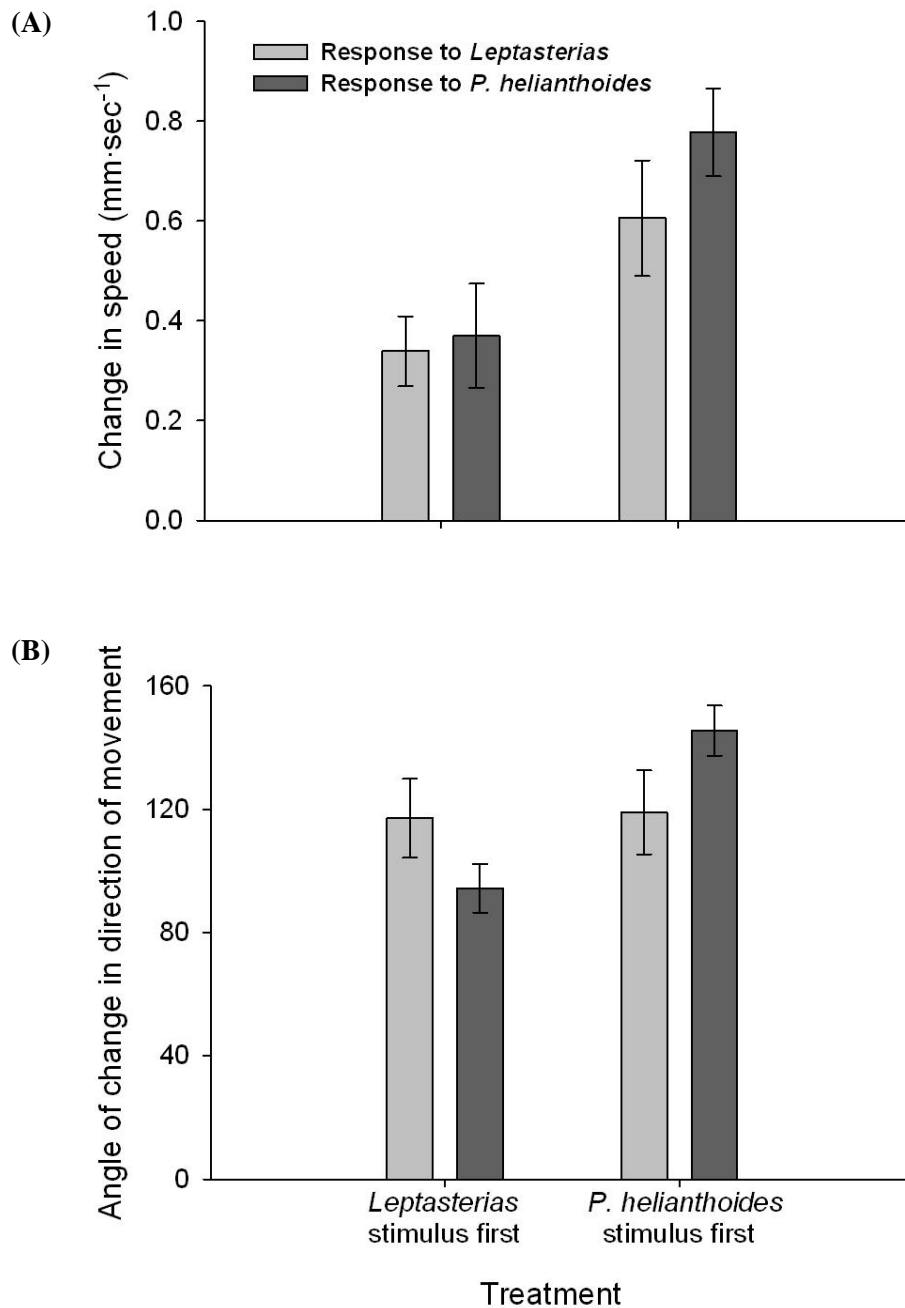 (A)
1.0
Response to Leptasterias
Response to P. helianthoides
0.8
0.6
0.4
0.2
0.0
Change in speed (mm·sec⁻¹)
(B)
160
120
80
40
0
Angle of change in direction of movement
Leptasterias
stimulus first
P. helianthoides
stimulus first
Treatment